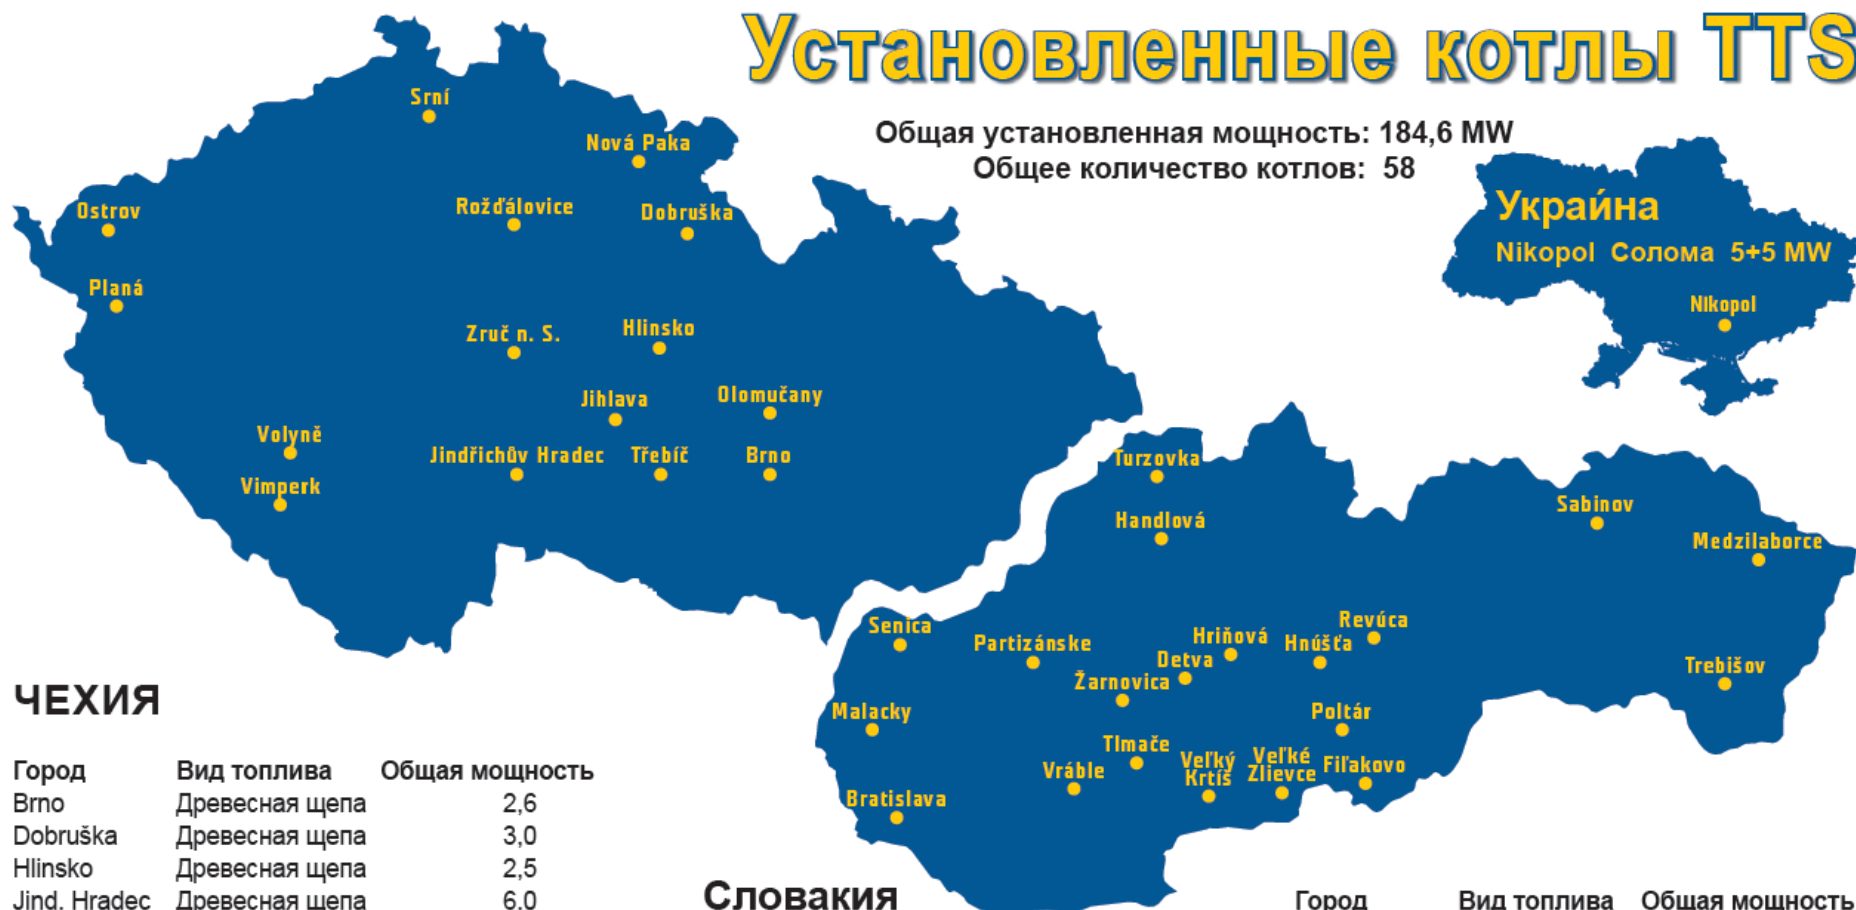 Установленные котлы TTS
Общая установленная мощность: 184,6 MW
Общее количество котлов: 58
Украи́на
Nikopol Солома 5+5 MW
Nikopol
Srní
Nová Paka
Ostrov
Rožďálovice
Dobruška
Planá
Zruč n. S.
Hlinsko
Jihlava
Olomučany
Volyně
Jindřichův Hradec
Třebíč
Brno
Vimperk
Turzovka
Handlová
Sabinov
Medzilaborce
Senica
Partizánske
Hriňová
Hnúšťa
Revúca
Detva
Žarnovica
Trebišov
Malacky
Poltár
Tlmače
Vráble
Veľký
Krtíš
Veľké
Zlievce
Fiľakovo
Bratislava
ЧЕХИЯ
Город Вид топлива Общая мощность
Brno Древесная щепа 2,6
Dobruška Древесная щепа 3,0
Hlinsko Древесная щепа 2,5
Jind. Hradec Древесная щепа 6,0
Словакия
Город Вид топлива Общая мощность